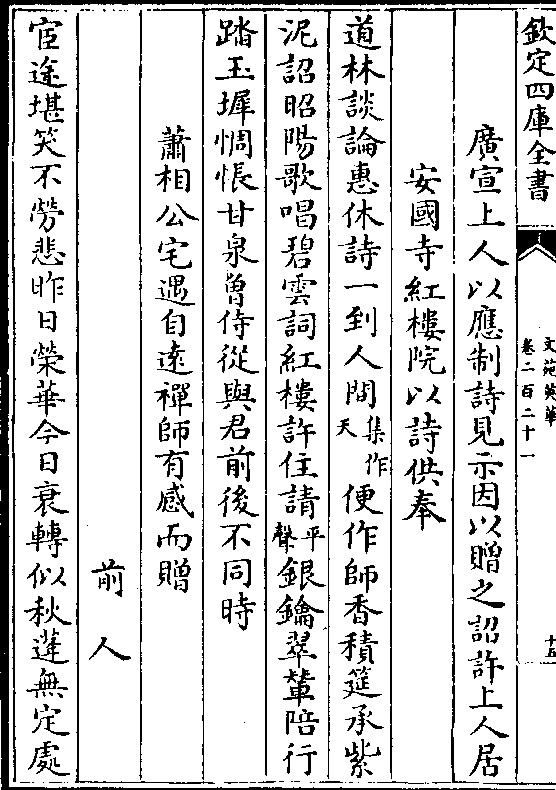 欽定四庫全書
文苑英華
卷二百二十一
十五
廣宣上人以應制詩見示因以贈之詔許上人居
安國寺紅樓院以詩供奉
道林談論惠休詩一到人間集作天便作師香積筵承紫
泥詔昭陽歌唱碧雲詞紅樓許住請平聲銀鑰翠輦陪行
踏玉墀惆悵甘泉曾侍從與君前後不同時
蕭相公宅遇自逺禪師有感而贈
前人
宦途堪笑不勞悲昨日榮華今日衰轉似秋蓬無定處